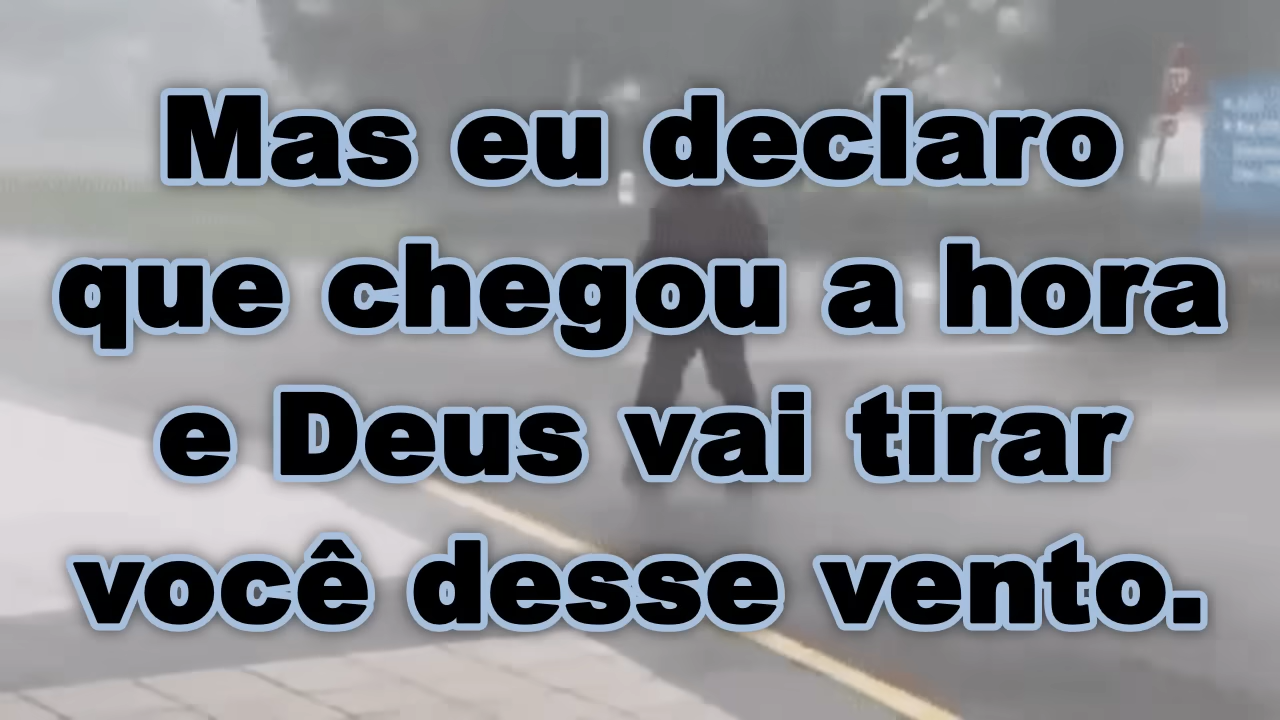 Mas eu declaro
que chegou a hora
e Deus vai tirar
você desse vento.